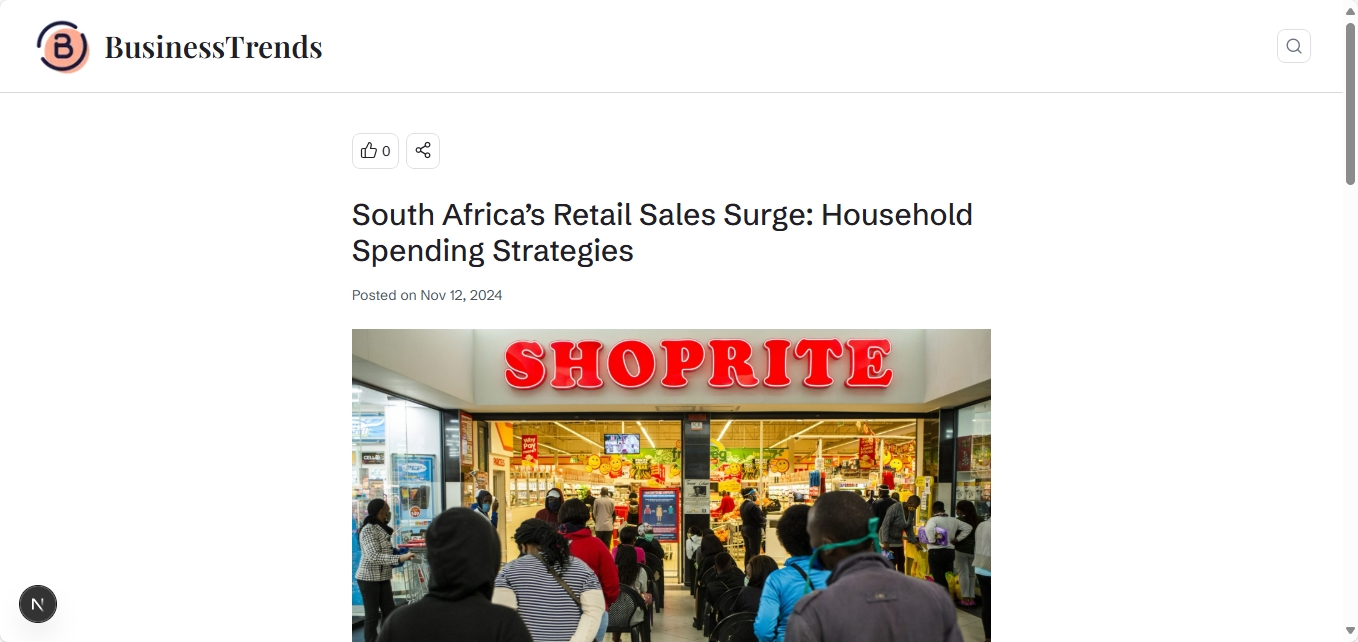 B BusinessTrends
0
South Africa’s Retail Sales Surge: Household
Spending Strategies
Posted on Nov 12, 2024
SHOPRITE
N